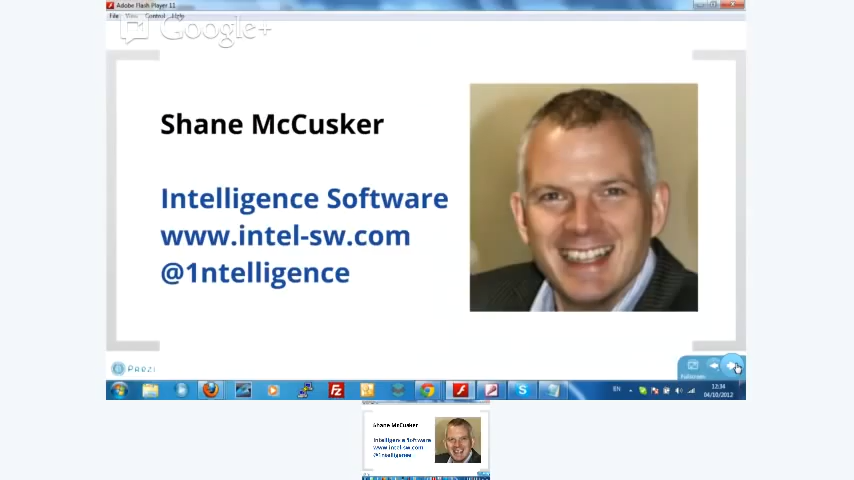 Adobe Flash Player 11
File View Control Help
Google+
Shane McCusker
Intelligence Software
www.intel-sw.com
@1ntelligence
PREZI
EN
12:34
04/10/2012
Shane McCusker
Intelligence Software
www.intel-sw.com
@1ntelligence